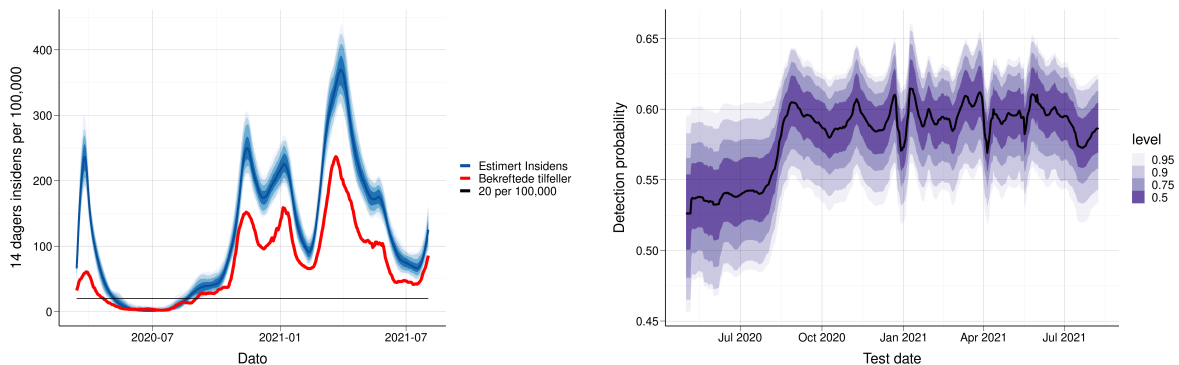 14 dagers insidens per 100,000
400
300
200
100
0
2020-07
2021-01
2021-07
Dato
Estimert Insidens
Bekreftede tilfeller
20 per 100,000
Detection probability
0.65
0.60
0.55
0.50
0.45
Jul 2020
Oct 2020
Jan 2021
Apr 2021
Jul 2021
Test date
level
0.95
0.9
0.75
0.5